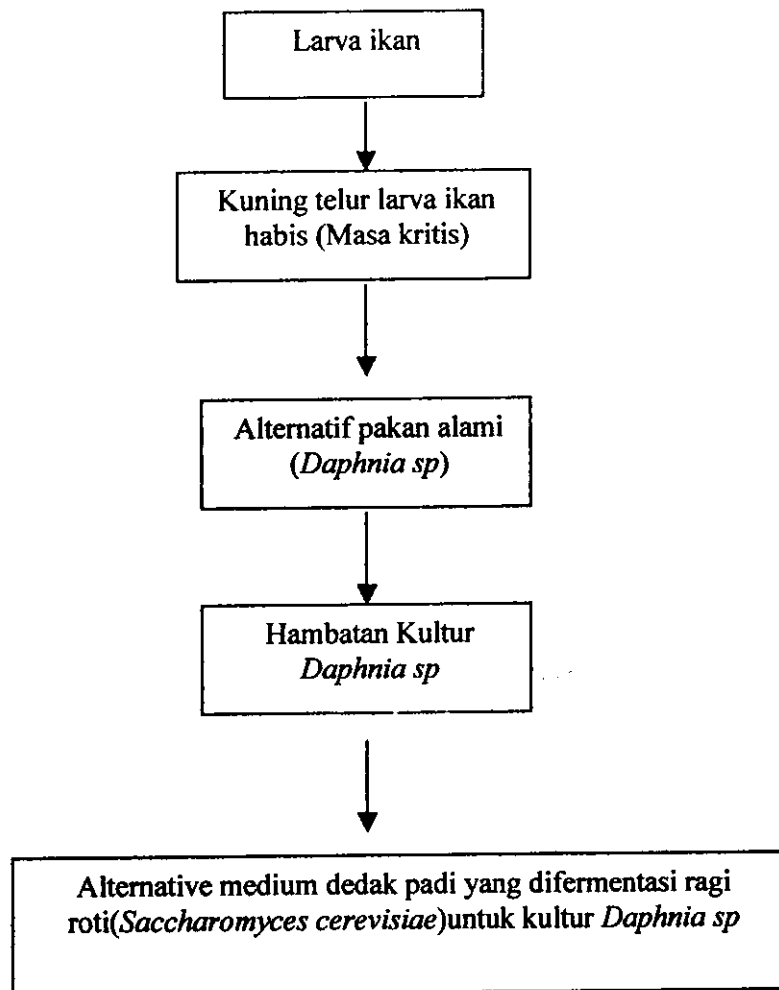 Larva ikan
Kuning telur larva ikan
habis (Masa kritis)
Alternatif pakan alami
(Daphnia sp)
Hambatan Kultur
Daphnia sp
Alternative medium dedak padi yang difermentasi ragi
roti(Saccharomyces cerevisiae)untuk kultur Daphnia sp